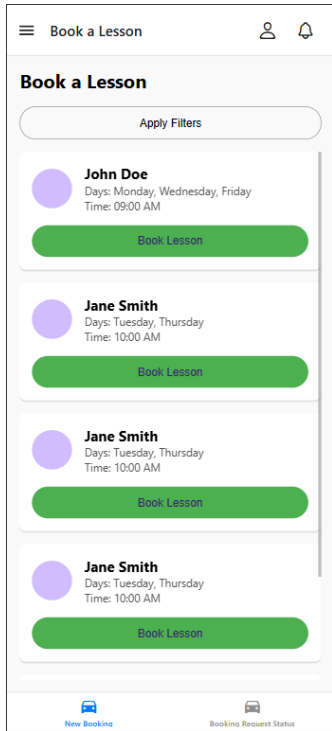 Book a Lesson
Book a Lesson
Apply Filters
John Doe
Days: Monday, Wednesday, Friday
Time: 09:00 AM
Book Lesson
Jane Smith
Days: Tuesday, Thursday
Time: 10:00 AM
Book Lesson
Jane Smith
Days: Tuesday, Thursday
Time: 10:00 AM
Book Lesson
Jane Smith
Days: Tuesday, Thursday
Time: 10:00 AM
Book Lesson
New Booking
Booking Request Status